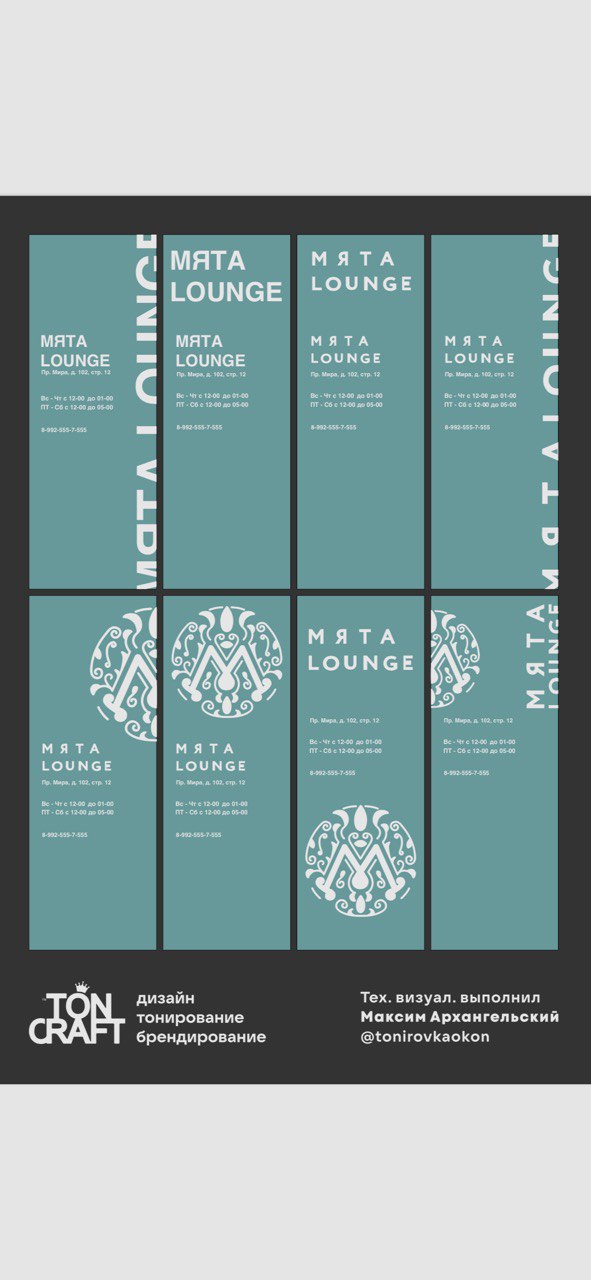 МЯТА
LOUNGE
Пр. Мира, д. 102, стр. 12
Вс - Чт с 12-00 до 01-00
ПТ - Сб с 12-00 до 05-00
8-992-555-7-555
МЯТА LOUNGE
МЯТА
LOUNGE
МЯТА
LOUNGE
Пр. Мира, д. 102, стр. 12
Вс - Чт с 12-00 до 01-00
ПТ - Сб с 12-00 до 05-00
8-992-555-7-555
МЯТА
LOUNGE
МЯТА
LOUNGE
Пр. Мира, д. 102, стр. 12
Вс - Чт с 12-00 до 01-00
ПТ - Сб с 12-00 до 05-00
8-992-555-7-555
МЯТА
LOUNGE
Пр. Мира, д. 102, стр. 12
Вс - Чт с 12-00 до 01-00
ПТ - Сб с 12-00 до 05-00
8-992-555-7-555
МЯТА LOUNGE
М
МЯТА
LOUNGE
Пр. Мира, д. 102, стр. 12
Вс - Чт с 12-00 до 01-00
ПТ - Сб с 12-00 до 05-00
8-992-555-7-555
М
МЯТА
LOUNGE
Пр. Мира, д. 102, стр. 12
Вс - Чт с 12-00 до 01-00
ПТ - Сб с 12-00 до 05-00
8-992-555-7-555
МЯТА
LOUNGE
Пр. Мира, д. 102, стр. 12
Вс - Чт с 12-00 до 01-00
ПТ - Сб с 12-00 до 05-00
8-992-555-7-555
М
М
МЯТА
LOUNGE
Пр. Мира, д. 102, стр. 12
Вс - Чт с 12-00 до 01-00
ПТ - Сб с 12-00 до 05-00
8-992-555-7-555
TON
CRAFT
дизайн
тонирование
брендирование
Тех. визуал. выполнил
Максим Архангельский
@tonirovkaokon